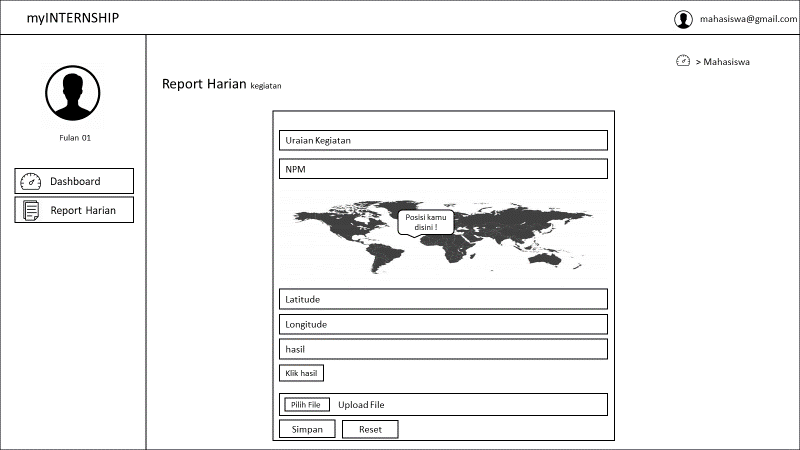 myINTERNSHIP
mahasiswa@gmail.com
> Mahasiswa
Report Harian kegiatan
Fulan 01
Dashboard
Report Harian
Uraian Kegiatan
NPM
Posisi kamu
disini !
Latitude
Longitude
hasil
Klik hasil
Pilih File Upload File
Simpan Reset